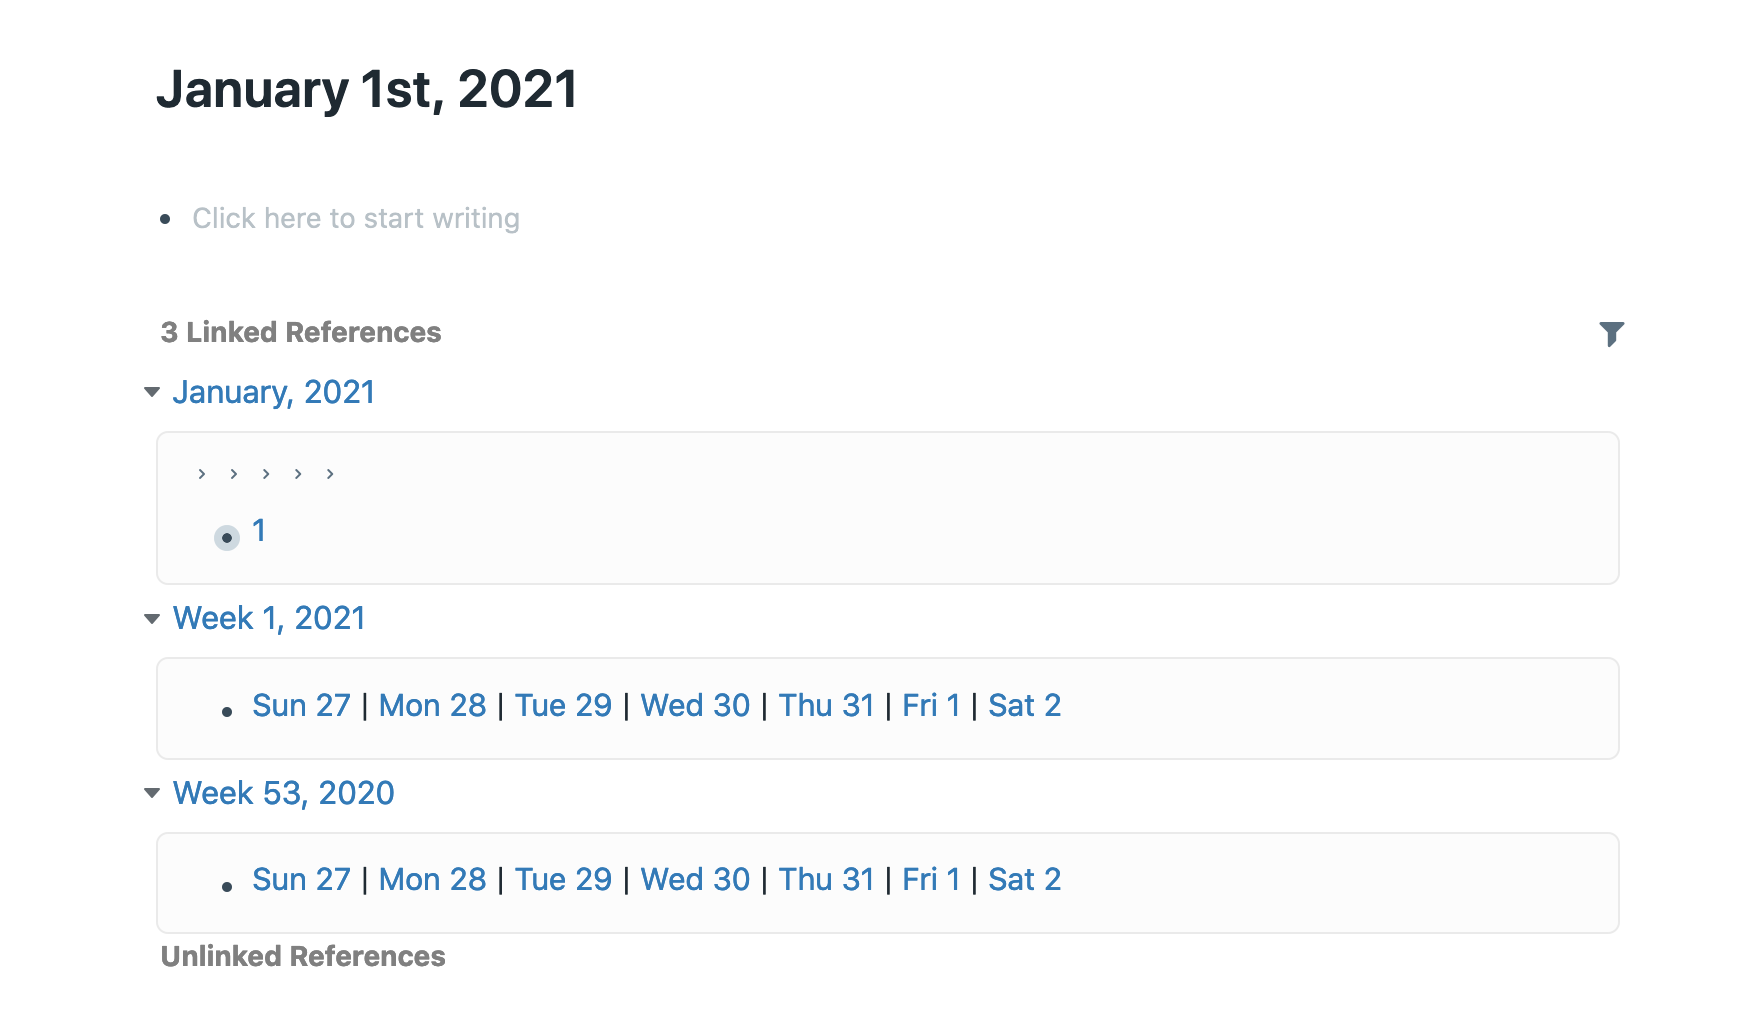 January 1st, 2021
• Click here to start writing
3 Linked References
January, 2021
› › › › ›
• 1
Week 1, 2021
• Sun 27 | Mon 28 | Tue 29 | Wed 30 | Thu 31 | Fri 1 | Sat 2
Week 53, 2020
• Sun 27 | Mon 28 | Tue 29 | Wed 30 | Thu 31 | Fri 1 | Sat 2
Unlinked References